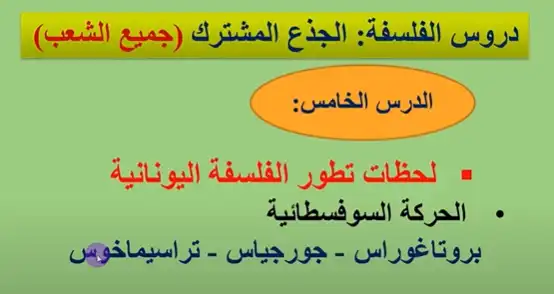 دروس الفلسفة: الجذع المشترك (جميع الشعب)
الدرس الخامس:
▪ لحظات تطور الفلسفة اليونانية
• الحركة السوفسطائية
بروتاغوراس - جورجياس - تراسيماخوس